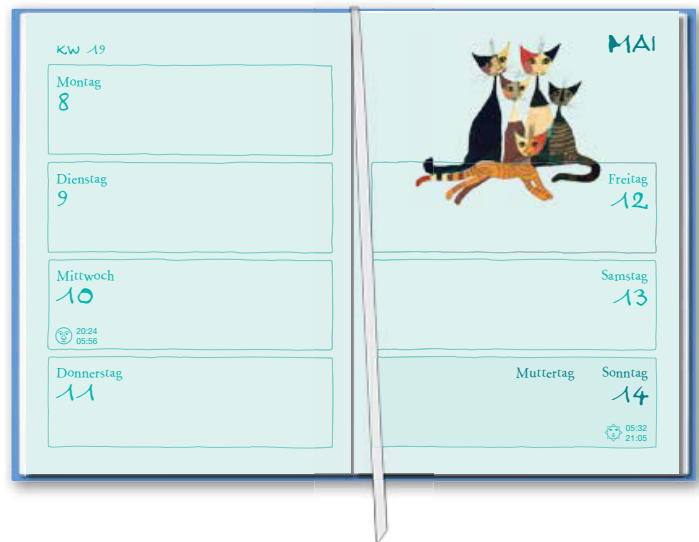 KW 19
Montag
8
Dienstag
9
Mittwoch
10
20:24
05:56
Donnerstag
11
MAI
Freitag
12
Samstag
13
Muttertag Sonntag
14
05:32
21:05